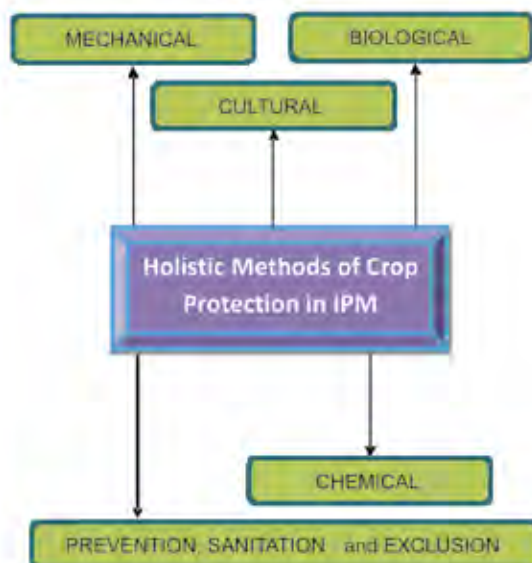 MECHANICAL
BIOLOGICAL
CULTURAL
Holistic Methods of Crop
Protection in IPM
CHEMICAL
PREVENTION, SANITATION and EXCLUSION